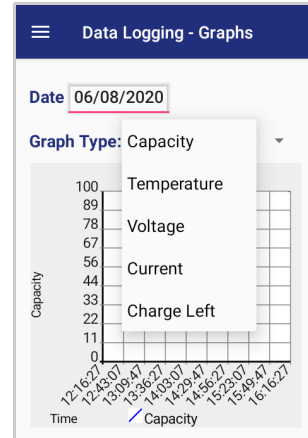 Data Logging - Graphs
Date 06/08/2020
Graph Type:
Capacity
Temperature
Voltage
Current
Charge Left
Capacity
100
89
78
67
56
44
33
22
11
0
12:16:27
12:43:07
13:09:47
13:36:27
14:03:07
14:29:47
14:56:27
15:23:07
15:49:47
16:16:27
Time
Capacity